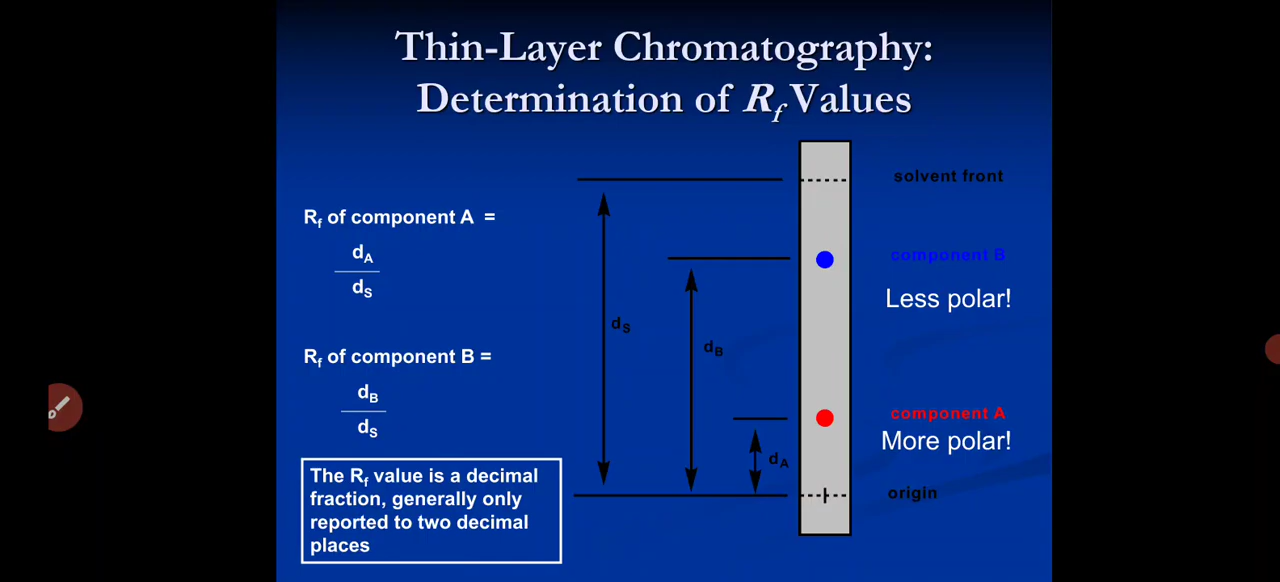 Thin-Layer Chromatography:
Determination of Rf Values
solvent front
Rf of component A =
dA
dS
component B
Less polar!
dS
dB
Rf of component B =
dB
dS
component A
More polar!
dA
The Rf value is a decimal
fraction, generally only
reported to two decimal
places
origin